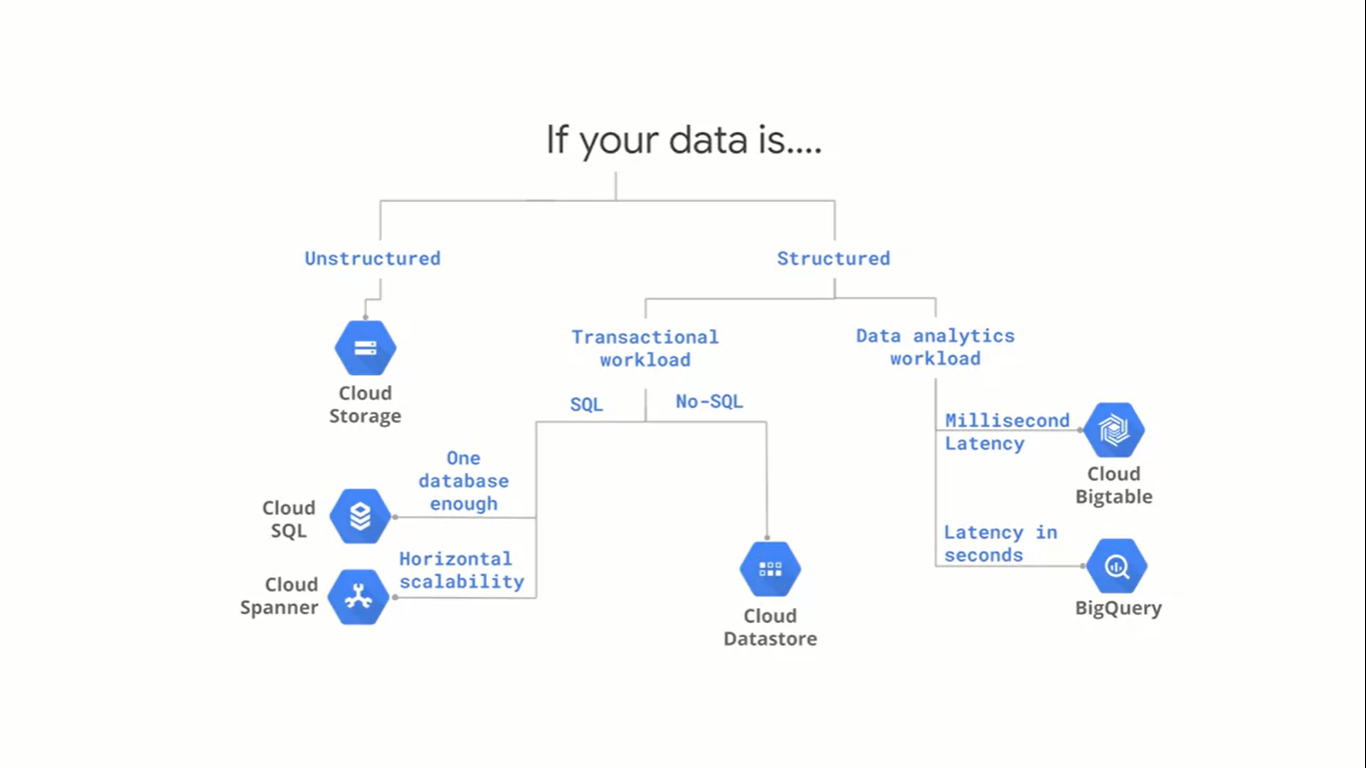 If your data is....
Unstructured
Structured
Cloud
Storage
Transactional
workload
Data analytics
workload
SQL
No-SQL
Millisecond
Latency
Cloud
Bigtable
One
database
enough
Cloud
SQL
Horizontal
scalability
Cloud
Spanner
Cloud
Datastore
Latency in
seconds
BigQuery